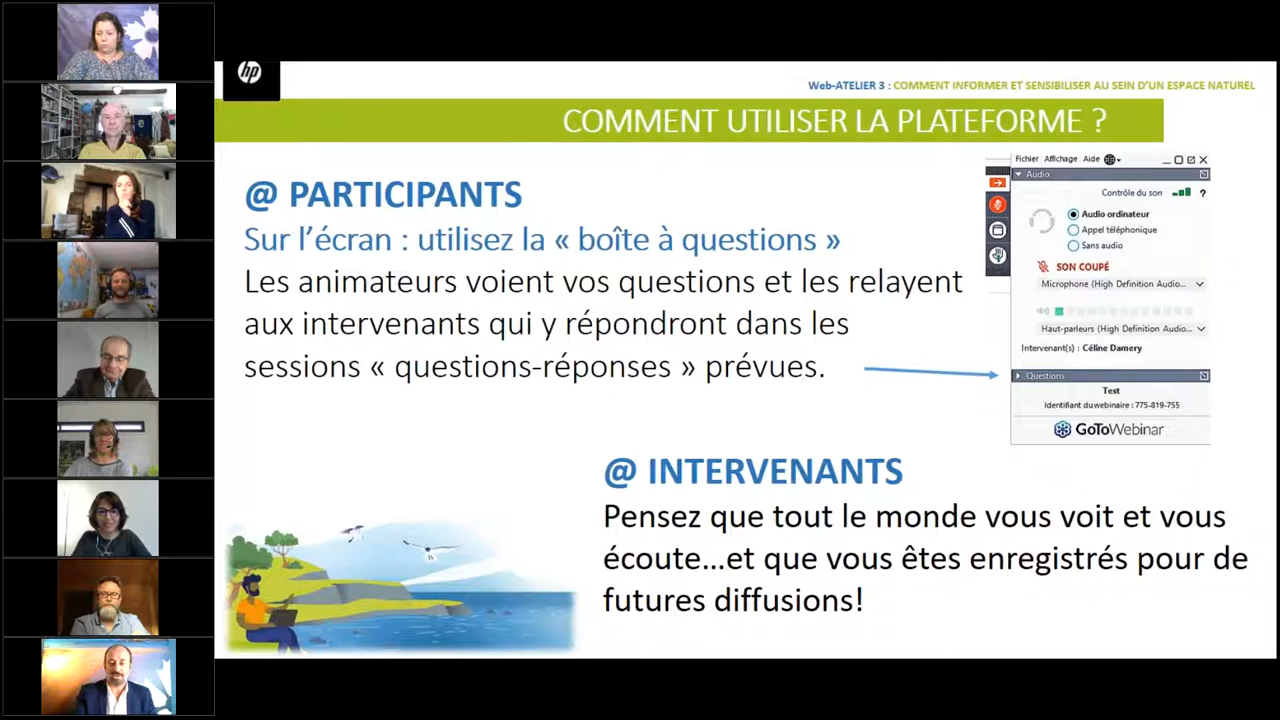 hp
Web-ATELIER 3 : COMMENT INFORMER ET SENSIBILISER AU SEIN D'UN ESPACE NATUREL
COMMENT UTILISER LA PLATEFORME ?
@ PARTICIPANTS
Sur l'écran : utilisez la « boîte à questions »
Les animateurs voient vos questions et les relayent
aux intervenants qui y répondront dans les
sessions « questions-réponses » prévues.
Fichier Affichage Aide
Audio
Contrôle du son ?
Audio ordinateur
Appel téléphonique
Sans audio
SON COUPÉ
Microphone (High Definition Audio...
Haut-parleurs (High Definition Audio...
Intervenant(s) : Céline Damery
Questions
Test
Identifiant du webinaire : 775-819-755
GoToWebinar
@ INTERVENANTS
Pensez que tout le monde vous voit et vous
écoute...et que vous êtes enregistrés pour de
futures diffusions!